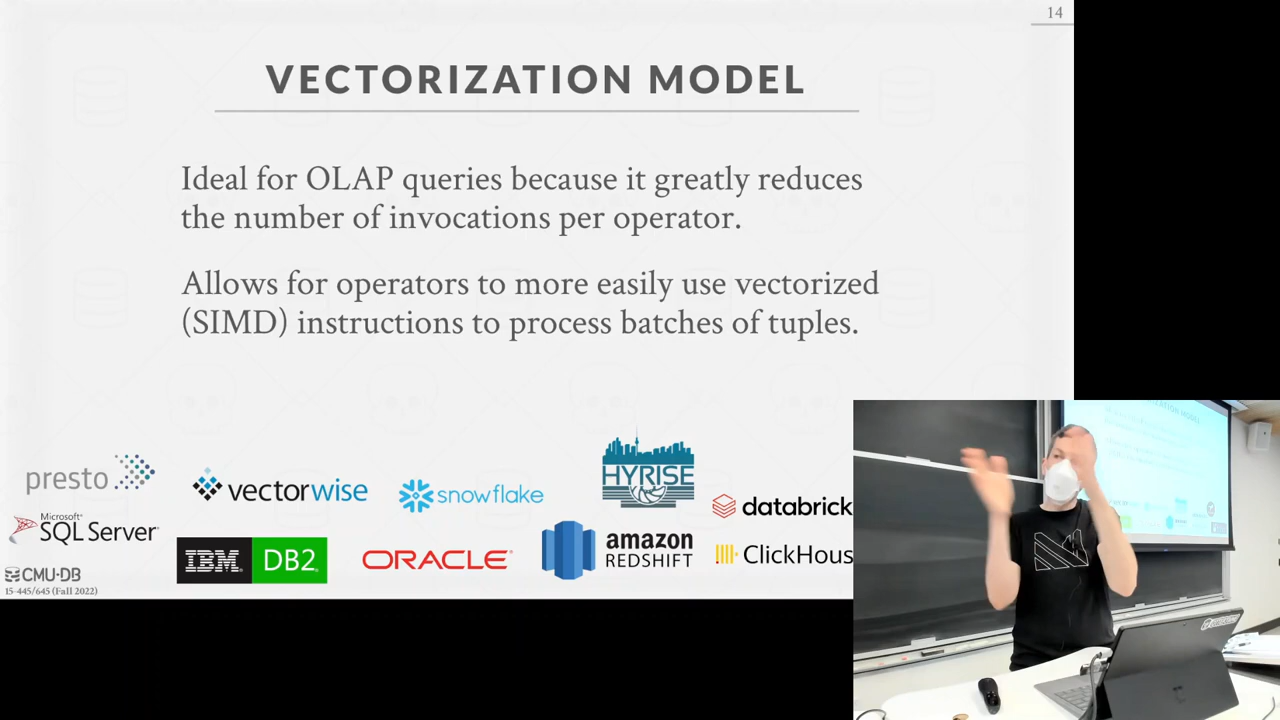 14
VECTORIZATION MODEL
Ideal for OLAP queries because it greatly reduces
the number of invocations per operator.
Allows for operators to more easily use vectorized
(SIMD) instructions to process batches of tuples.
presto
vectorwise
snowflake
HYRISE
databrick
Microsoft®
SQL Server®
IBM
DB2
ORACLE®
amazon
REDSHIFT
ClickHous
CMU·DB
15-445/645 (Fall 2022)